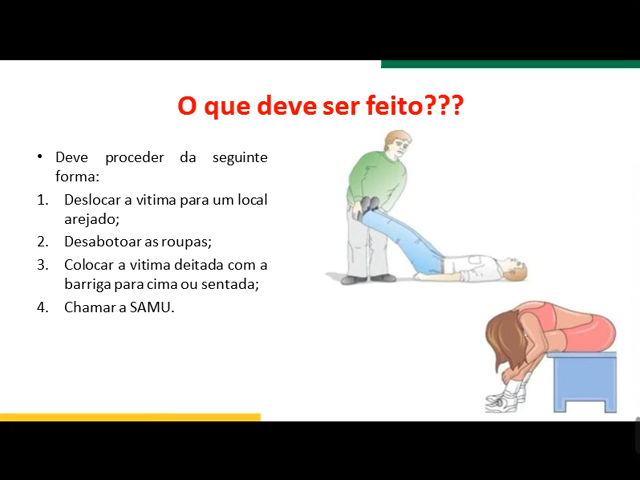 O que deve ser feito???
• Deve proceder da seguinte
forma:
1. Deslocar a vitima para um local
arejado;
2. Desabotoar as roupas;
3. Colocar a vitima deitada com a
barriga para cima ou sentada;
4. Chamar a SAMU.